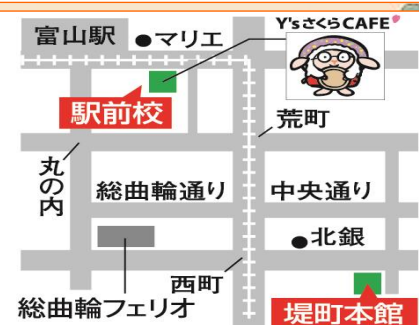 Y'sさくらCAFE
富山駅
マリエ
駅前校
荒町
丸の内
総曲輪通り
中央通り
北銀
西町
総曲輪フェリオ
堤町本館